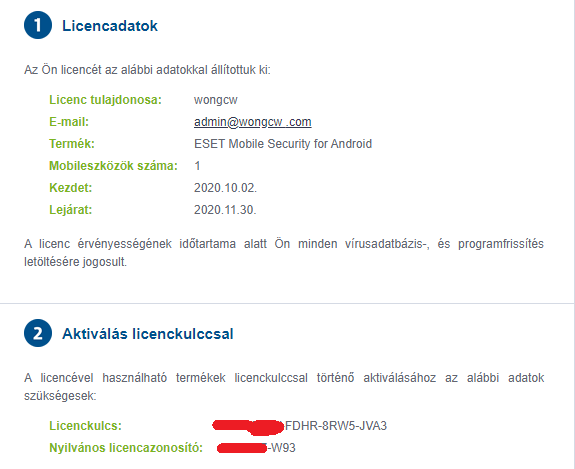 1 Licencadatok
Az Ön licencét az alábbi adatokkal állítottuk ki:
Licenc tulajdonosa: wongcw
E-mail: admin@wongcw .com
Termék: ESET Mobile Security for Android
Mobileszközök száma: 1
Kezdet: 2020.10.02.
Lejárat: 2020.11.30.
A licenc érvényességének időtartama alatt Ön minden vírusadatbázis-, és programfrissítés
letöltésére jogosult.
2 Aktiválás licenckulccsal
A licencével használható termékek licenckulccsal történő aktiválásához az alábbi adatok
szükségesek:
Licenckulcs: FDHR-8RW5-JVA3
Nyilvános licencazonosító: -W93